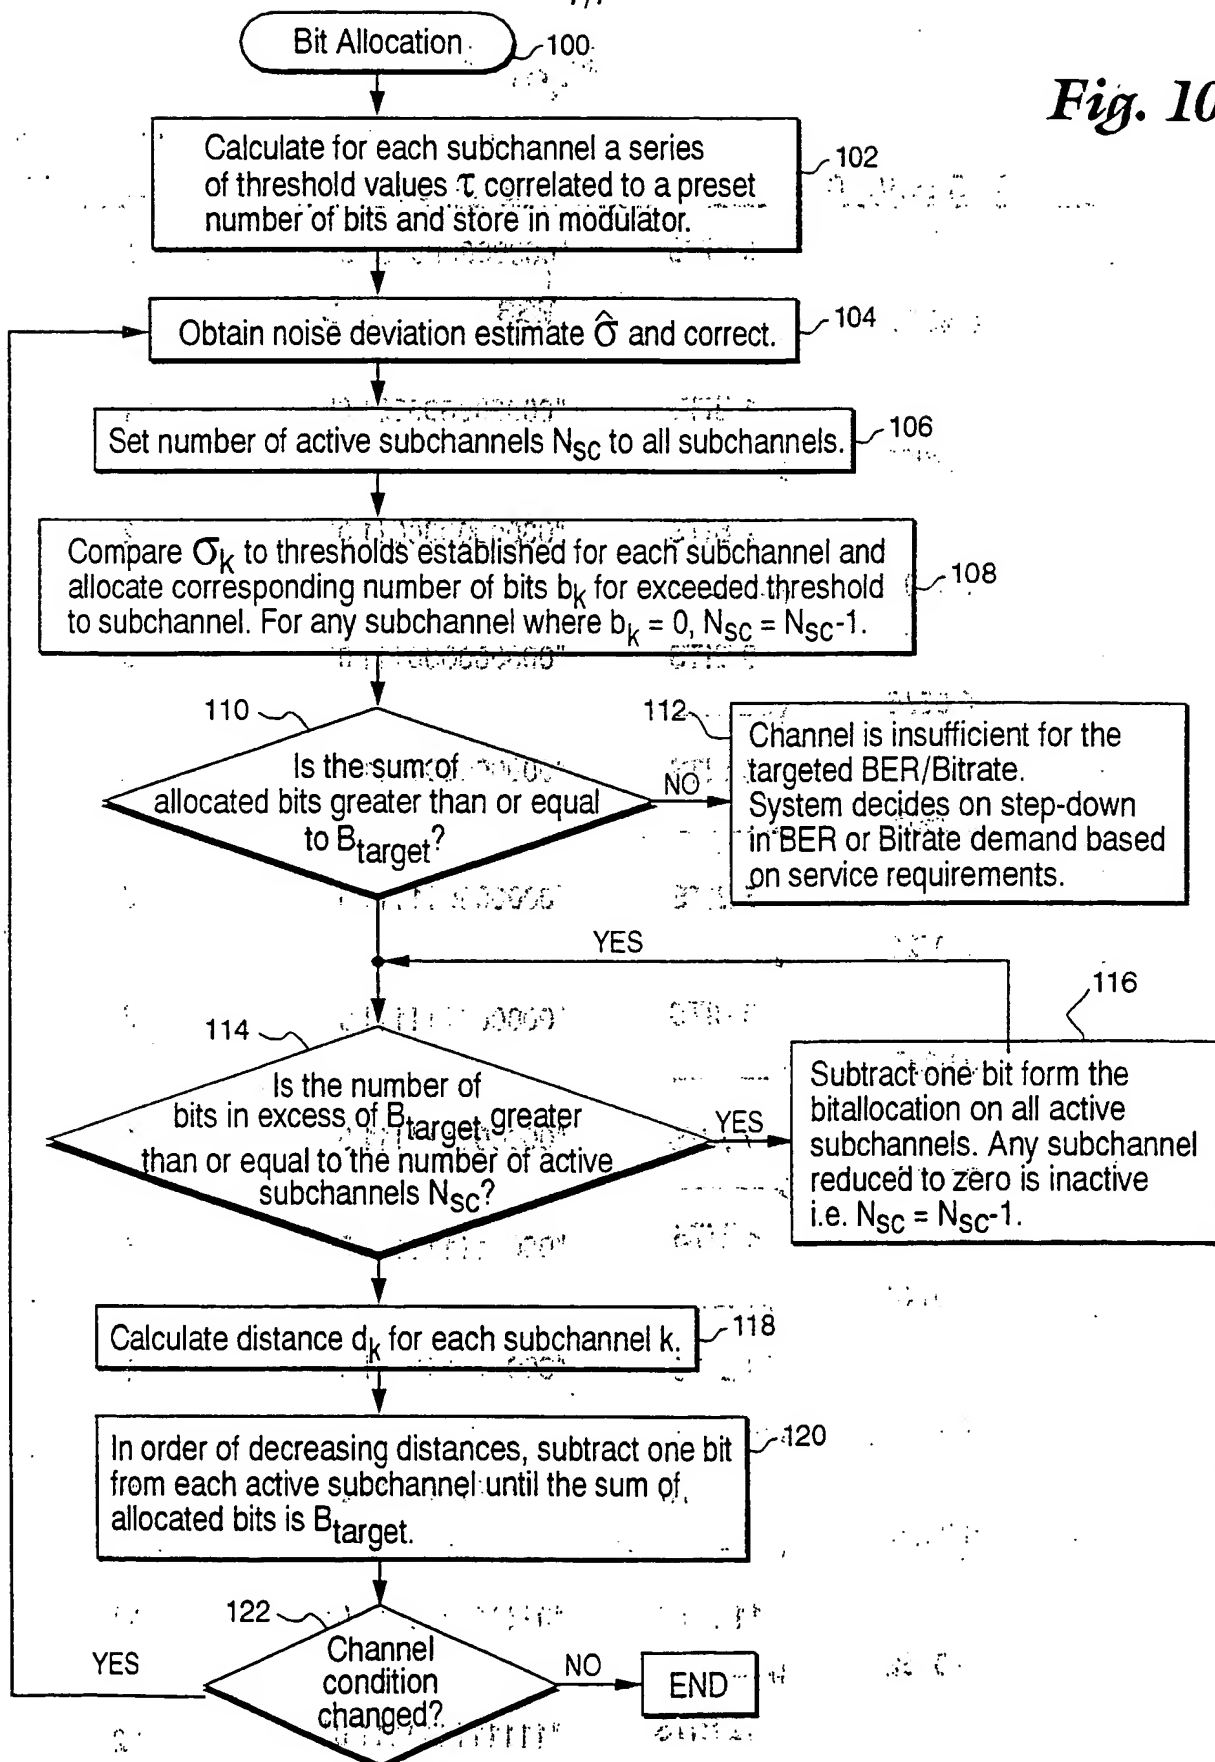 Bit Allocation
100
Fig. 10
Calculate for each subchannel a series
of threshold values τ correlated to a preset
number of bits and store in modulator.
102
Obtain noise deviation estimate σ̂ and correct.
104
Set number of active subchannels N_SC to all subchannels.
106
Compare σ_k to thresholds established for each subchannel and
allocate corresponding number of bits b_k for exceeded threshold
to subchannel. For any subchannel where b_k = 0, N_SC = N_SC-1.
108
110
Is the sum of
allocated bits greater than or equal
to B_target?
NO
112
Channel is insufficient for the
targeted BER/Bitrate.
System decides on step-down
in BER or Bitrate demand based
on service requirements.
YES
114
Is the number of
bits in excess of B_target greater
than or equal to the number of active
subchannels N_SC?
YES
116
Subtract one bit form the
bitallocation on all active
subchannels. Any subchannel
reduced to zero is inactive
i.e. N_SC = N_SC-1.
Calculate distance d_k for each subchannel k.
118
In order of decreasing distances, subtract one bit
from each active subchannel until the sum of
allocated bits is B_target.
120
122
Channel
condition
changed?
YES
NO
END